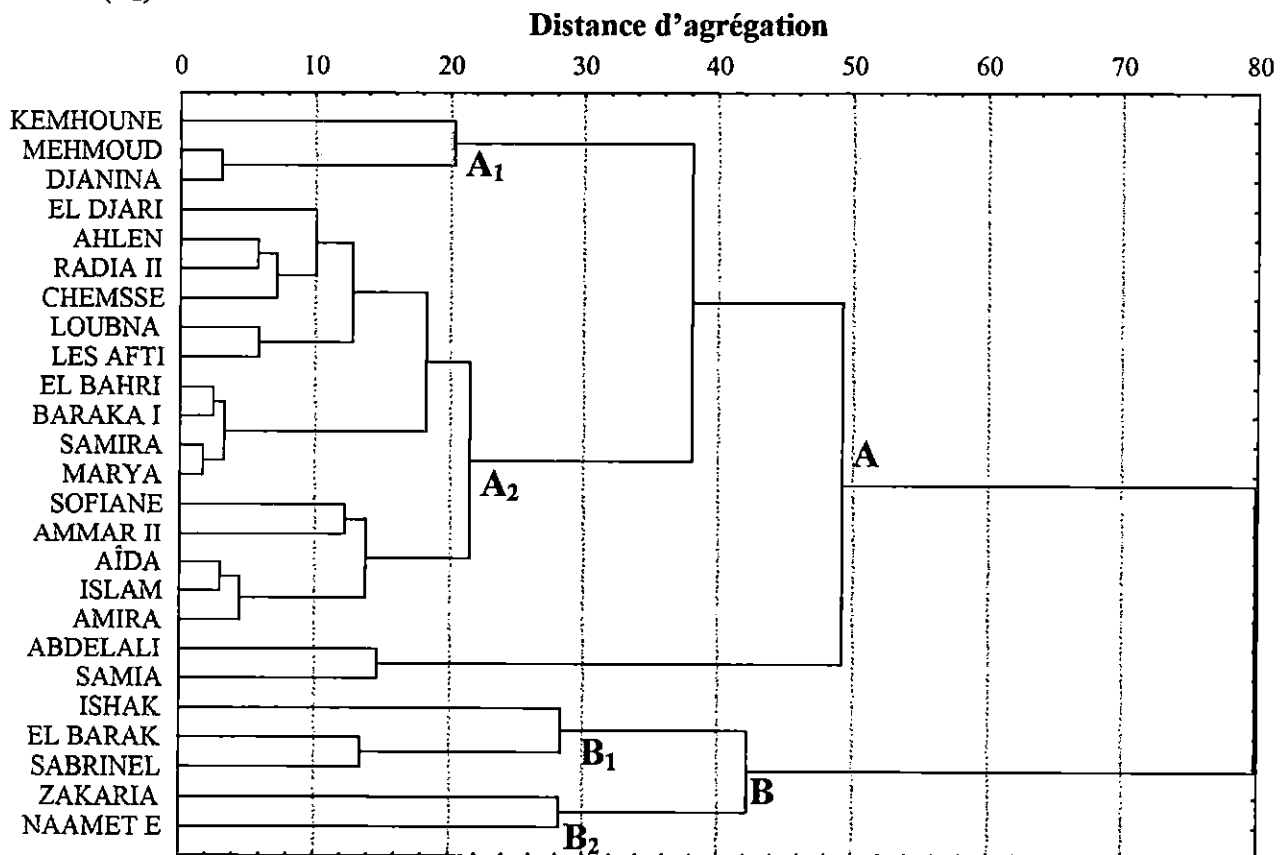 Distance d'agrégation
0 10 20 30 40 50 60 70 80
KEMHOUNE
MEHMOUD
A₁
DJANINA
EL DJARI
AHLEN
RADIA II
CHEMSSE
LOUBNA
LES AFTI
EL BAHRI
BARAKA I
SAMIRA
A
MARYA
A₂
SOFIANE
AMMAR II
AÎDA
ISLAM
AMIRA
ABDELALI
SAMIA
ISHAK
EL BARAK
B₁
SABRINEL
ZAKARIA
B
NAAMET E
B₂